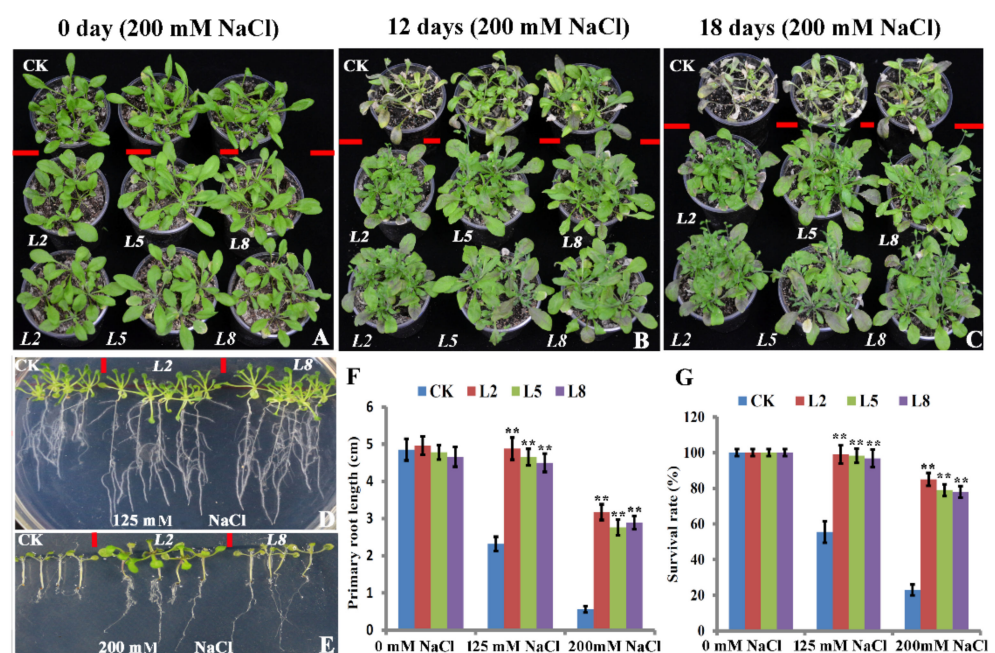 0 day (200 mM NaCl)
12 days (200 mM NaCl)
18 days (200 mM NaCl)
CK
L2
L5
L8
L2
L5
L8
A
CK
L2
L5
L8
L2
L5
L8
B
CK
L2
L5
L8
L2
L5
L8
C
CK
L2
L8
125 mM
NaCl
D
CK
L2
L8
200 mM
NaCl
E
F
CK
L2
L5
L8
Primary root length (cm)
6
5
4
3
2
1
0
** ** **
** ** **
0 mM NaCl
125 mM NaCl
200mM NaCl
G
CK
L2
L5
L8
Survival rate (%)
120
100
80
60
40
20
0
** ** **
** ** **
0 mM NaCl
125 mM NaCl
200mM NaCl